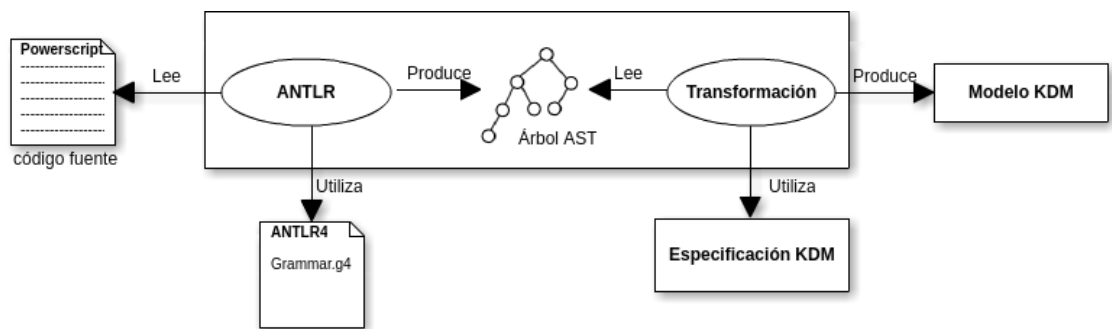 Powerscript
Lee
ANTLR
Produce
Lee
Transformación
Produce
Modelo KDM
Árbol AST
código fuente
Utiliza
Utiliza
ANTLR4
Grammar.g4
Especificación KDM